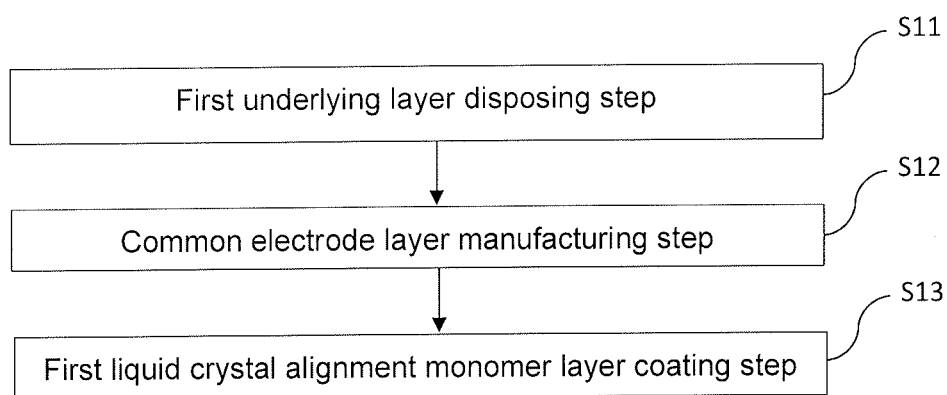 S11
First underlying layer disposing step
S12
Common electrode layer manufacturing step
S13
First liquid crystal alignment monomer layer coating step